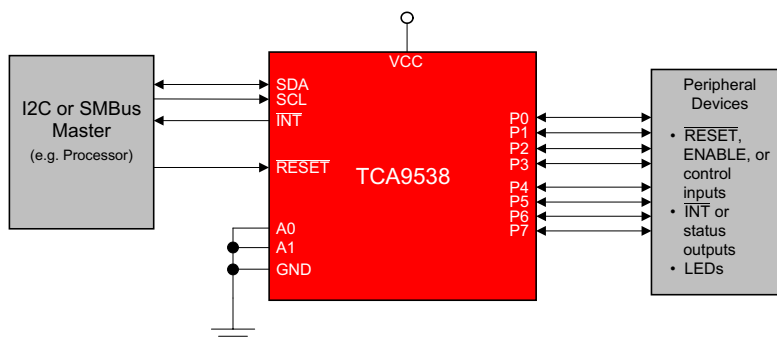 I2C or SMBus
Master
(e.g. Processor)
VCC
SDA
SCL
INT
RESET
TCA9538
A0
A1
GND
P0
P1
P2
P3
P4
P5
P6
P7
Peripheral
Devices
• RESET,
ENABLE, or
control
inputs
• INT or
status
outputs
• LEDs